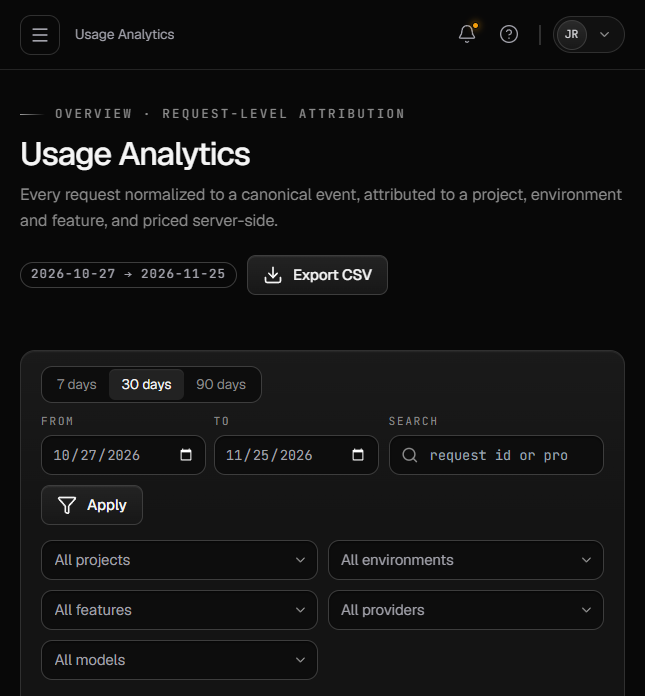 Usage Analytics
JR
OVERVIEW · REQUEST-LEVEL ATTRIBUTION
Usage Analytics
Every request normalized to a canonical event, attributed to a project, environment
and feature, and priced server-side.
2026-10-27 → 2026-11-25
Export CSV
7 days 30 days 90 days
FROM TO SEARCH
10/27/2026 11/25/2026 request id or pro
Apply
All projects All environments
All features All providers
All models